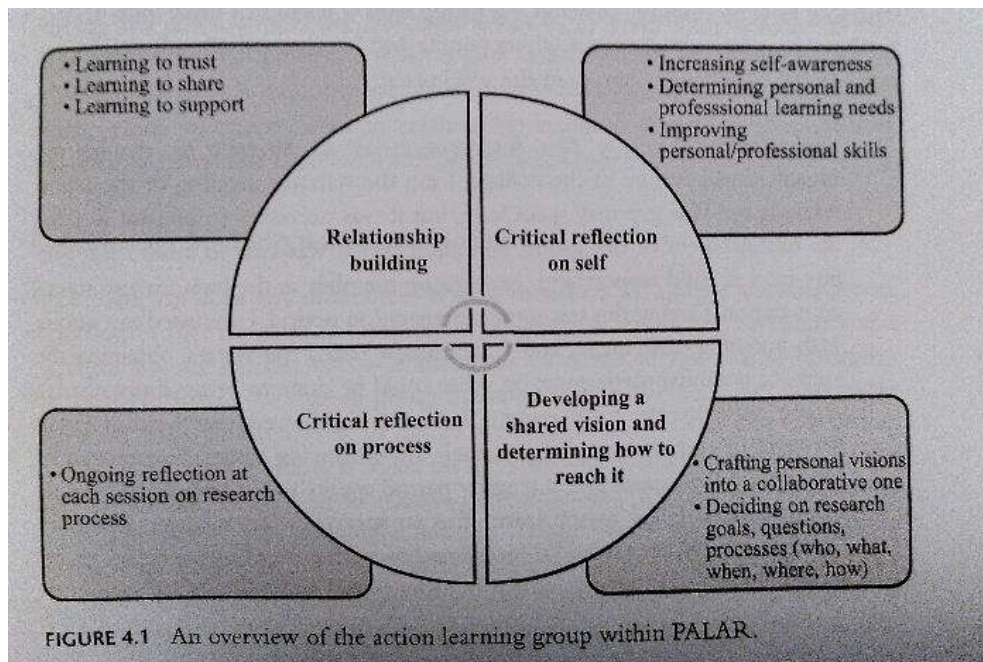 • Learning to trust
• Learning to share
• Learning to support
• Increasing self-awareness
• Determining personal and
professsional learning needs
• Improving
personal/professional skills
Relationship
building
Critical reflection
on self
Critical reflection
on process
Developing a
shared vision and
determining how to
reach it
• Ongoing reflection at
each session on research
process
• Crafting personal visions
into a collaborative one
• Deciding on research
goals, questions,
processes (who, what,
when, where, how)
FIGURE 4.1 An overview of the action learning group within PALAR.